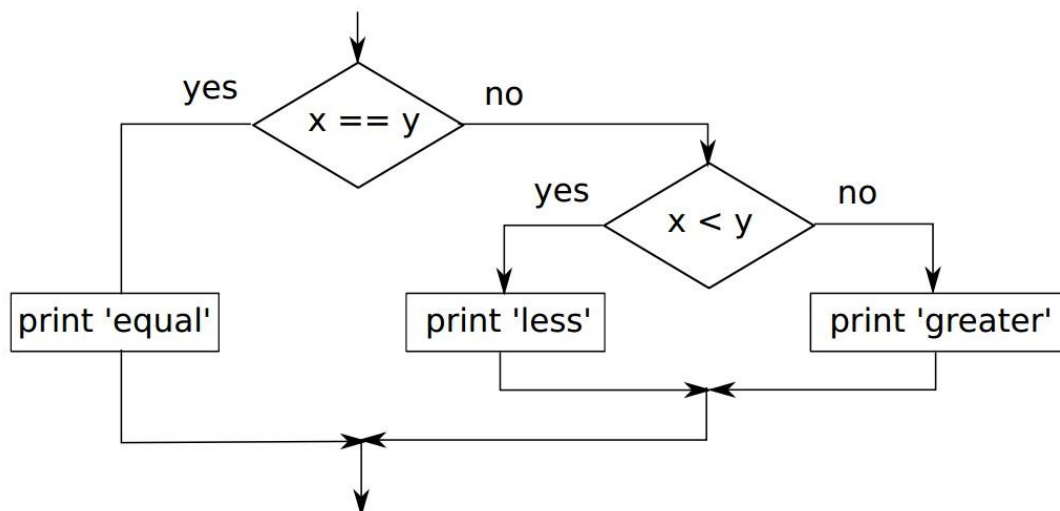 yes
no
x == y
yes
no
x < y
print 'equal'
print 'less'
print 'greater'